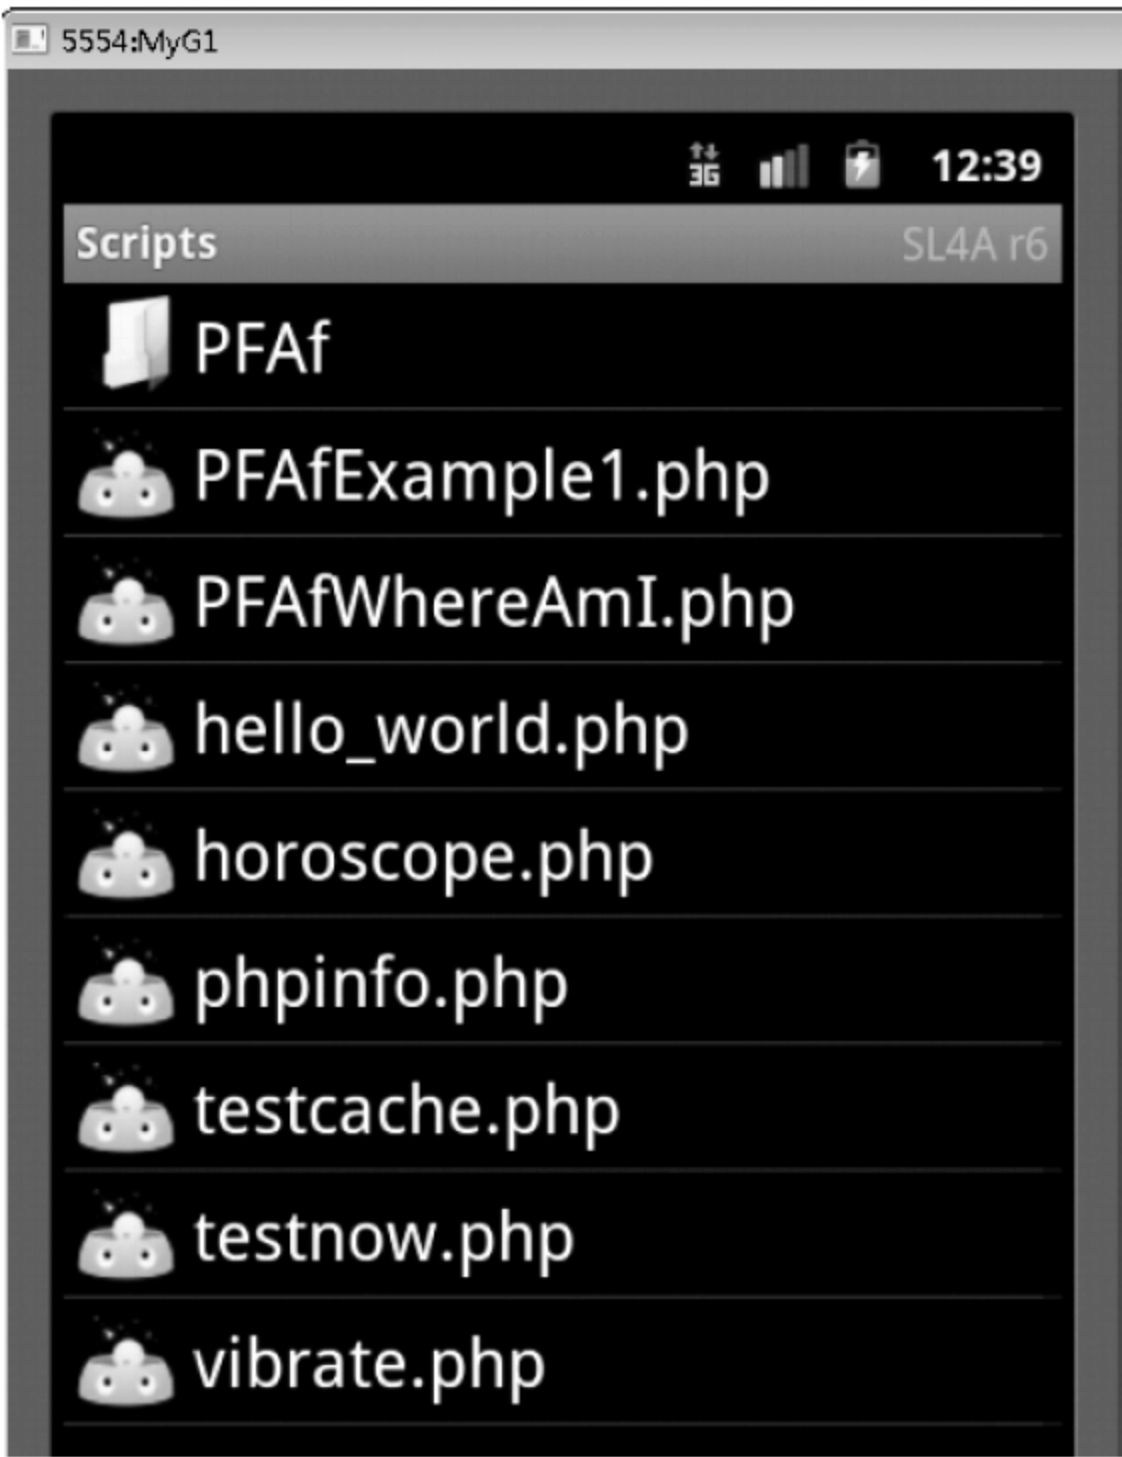 5554:MyG1
3G 12:39
Scripts SL4A r6
PFAf
PFAfExample1.php
PFAfWhereAmI.php
hello_world.php
horoscope.php
phpinfo.php
testcache.php
testnow.php
vibrate.php